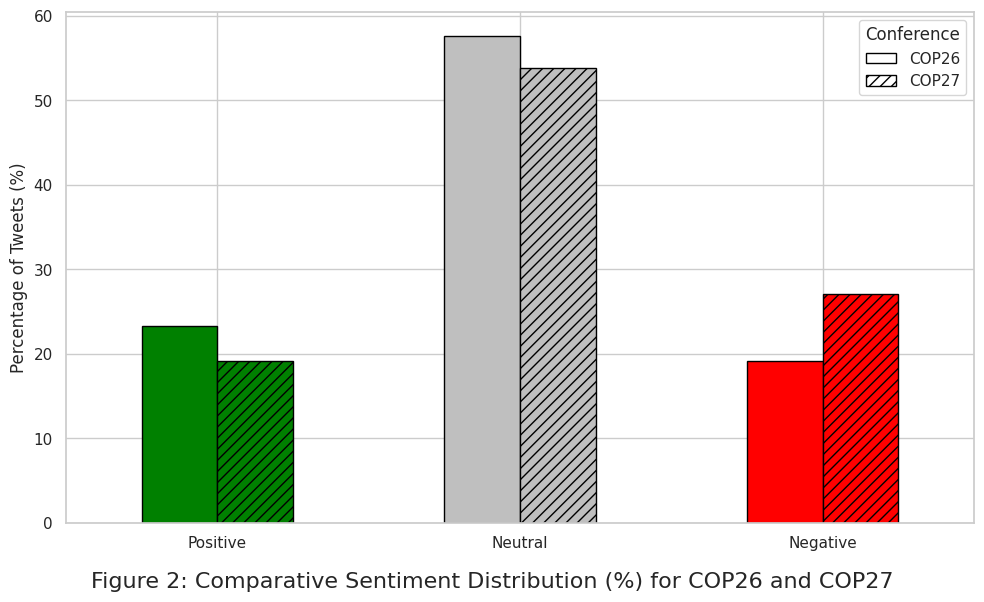 Conference
COP26
COP27
Percentage of Tweets (%)
60
50
40
30
20
10
0
Positive
Neutral
Negative
Figure 2: Comparative Sentiment Distribution (%) for COP26 and COP27